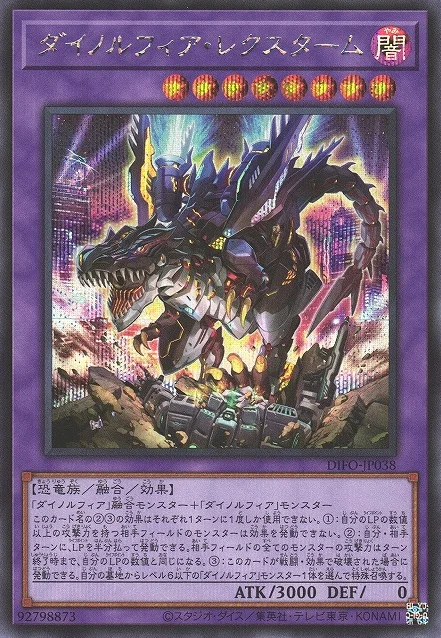 ダイノルフィア・レクスターム
闇
DIFO-JP038
【恐竜族/融合/効果】
「ダイノルフィア」融合モンスター+「ダイノルフィア」モンスター
このカード名の②③の効果はそれぞれ1ターンに1度しか使用できない。①:自分のLPの数値
以上の攻撃力を持つ相手フィールドのモンスターは効果を発動できない。②:自分・相手
ターンに、LPを半分払って発動できる。相手フィールドの全てのモンスターの攻撃力はターン
終了時まで、自分のLPの数値と同じになる。③:このカードが戦闘・効果で破壊された場合に
発動できる。自分の墓地からレベル6以下の「ダイノルフィア」モンスター1体を選んで特殊召喚する。
ATK/3000 DEF/ 0
92798873 ©スタジオ・ダイス/集英社・テレビ東京・KONAMI